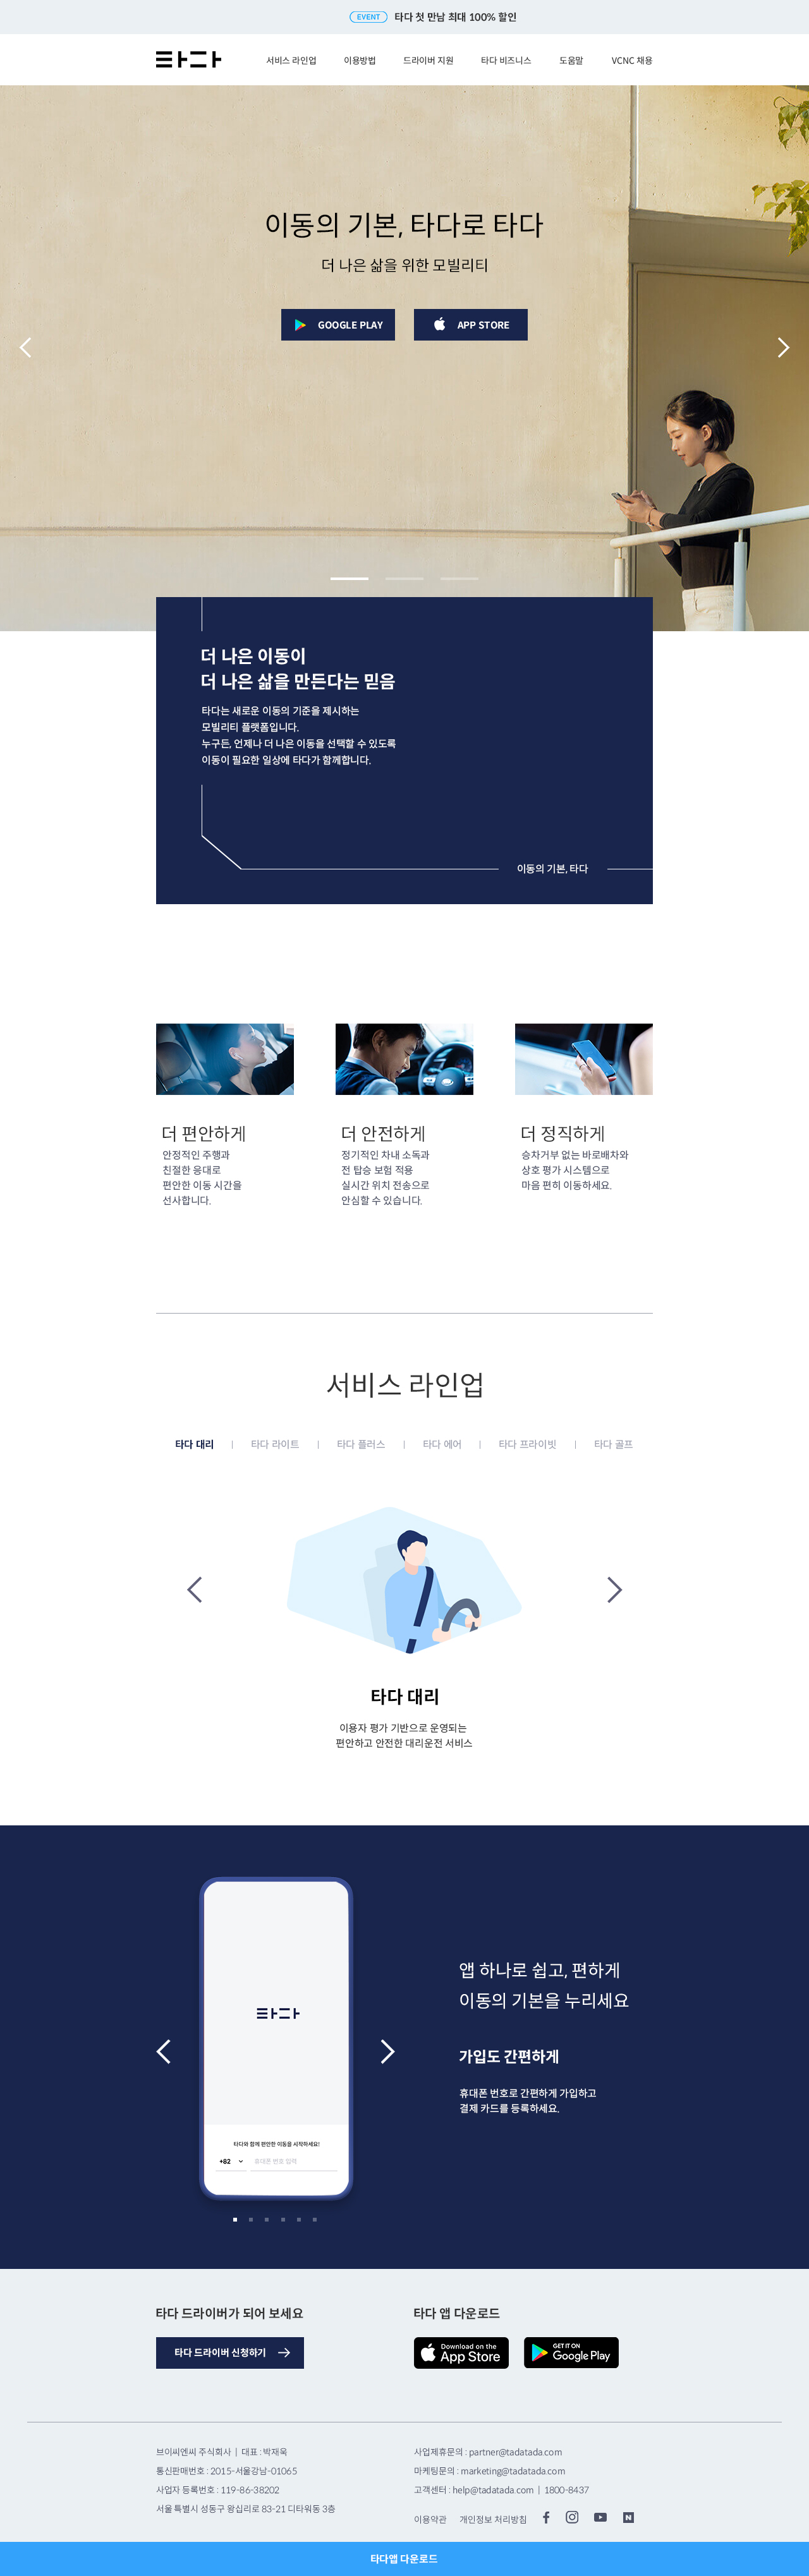 EVENT 타다 첫 만남 최대 100% 할인
타다 서비스 라인업 이용방법 드라이버 지원 타다 비즈니스 도움말 VCNC 채용
이동의 기본, 타다로 타다
더 나은 삶을 위한 모빌리티
GOOGLE PLAY APP STORE
더 나은 이동이
더 나은 삶을 만든다는 믿음
타다는 새로운 이동의 기준을 제시하는
모빌리티 플랫폼입니다.
누구든, 언제나 더 나은 이동을 선택할 수 있도록
이동이 필요한 일상에 타다가 함께합니다.
이동의 기본, 타다
더 편안하게
안정적인 주행과
친절한 응대로
편안한 이동 시간을
선사합니다.
더 안전하게
정기적인 차내 소독과
전 탑승 보험 적용
실시간 위치 전송으로
안심할 수 있습니다.
더 정직하게
승차거부 없는 바로배차와
상호 평가 시스템으로
마음 편히 이동하세요.
서비스 라인업
타다 대리 | 타다 라이트 | 타다 플러스 | 타다 에어 | 타다 프라이빗 | 타다 골프
타다 대리
이용자 평가 기반으로 운영되는
편안하고 안전한 대리운전 서비스
타다
타다와 함께 편안한 이동을 시작하세요!
+82 휴대폰 번호 입력
앱 하나로 쉽고, 편하게
이동의 기본을 누리세요
가입도 간편하게
휴대폰 번호로 간편하게 가입하고
결제 카드를 등록하세요.
타다 드라이버가 되어 보세요
타다 드라이버 신청하기
타다 앱 다운로드
Download on the
App Store
GET IT ON
Google Play
브이씨엔씨 주식회사 | 대표 : 박재욱
통신판매번호 : 2015-서울강남-01065
사업자 등록번호 : 119-86-38202
서울 특별시 성동구 왕십리로 83-21 디타워동 3층
사업제휴문의 : partner@tadatada.com
마케팅문의 : marketing@tadatada.com
고객센터 : help@tadatada.com | 1800-8437
이용약관 개인정보 처리방침
타다앱 다운로드